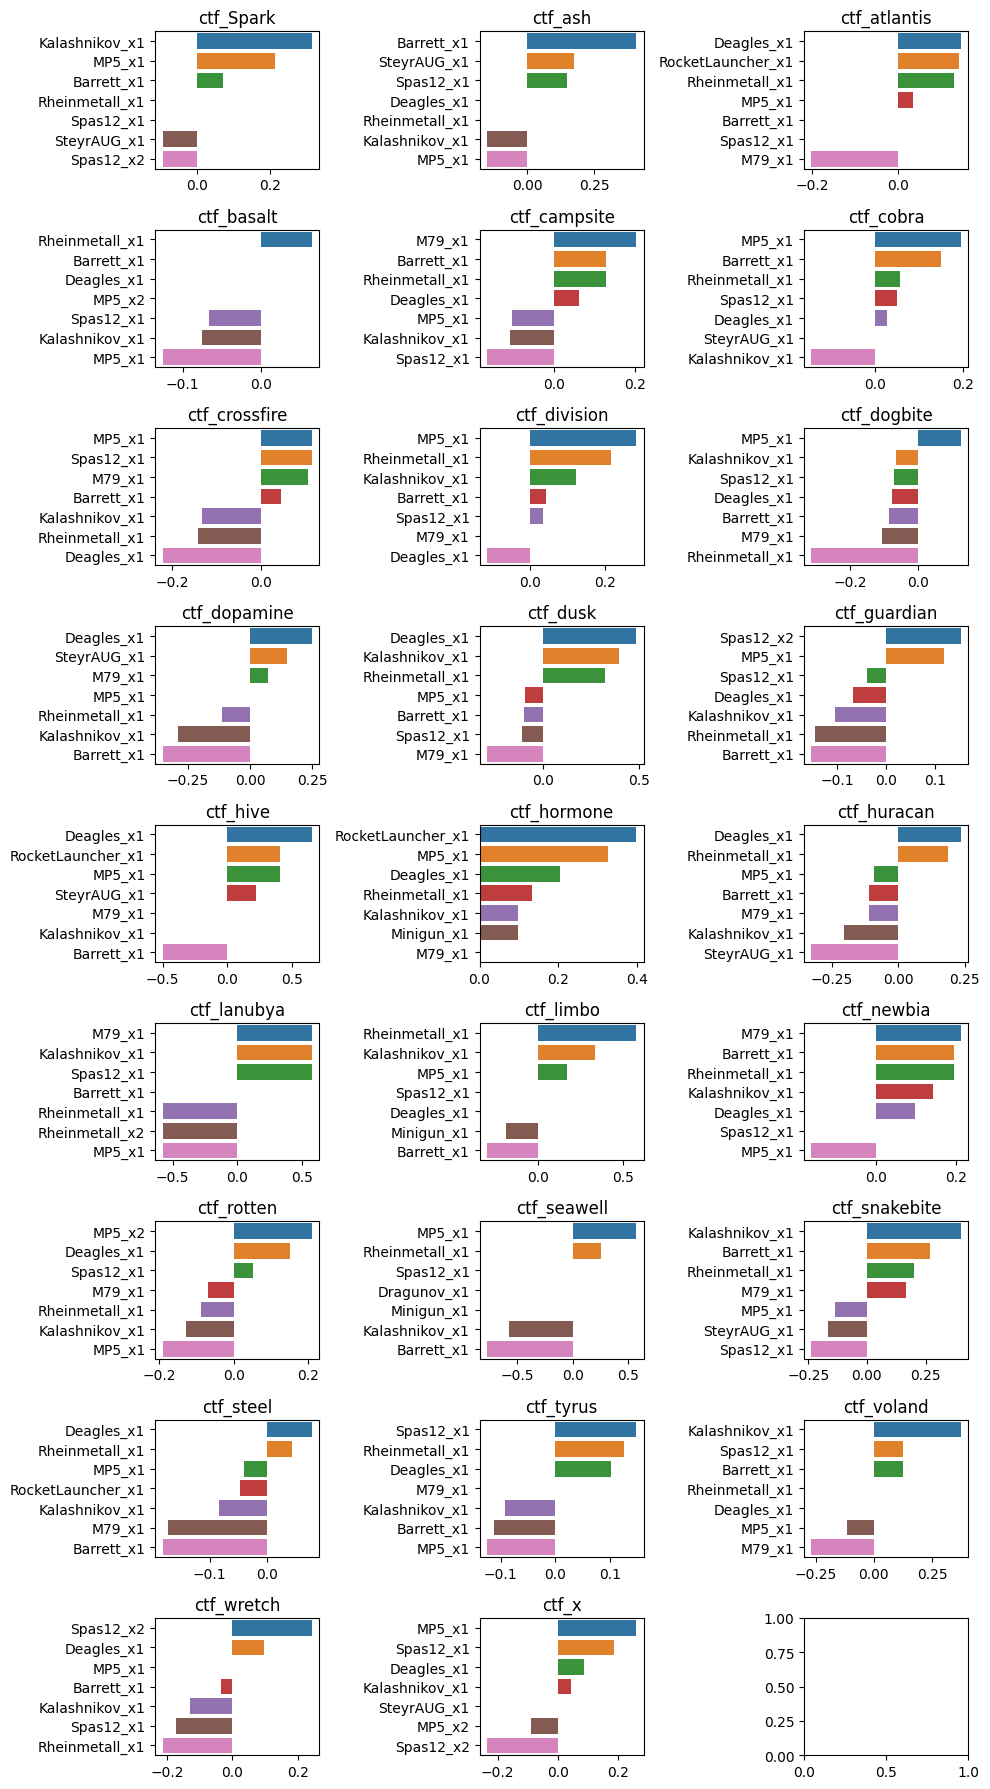 ctf_Spark
Kalashnikov_x1
MP5_x1
Barrett_x1
Rheinmetall_x1
Spas12_x1
SteyrAUG_x1
Spas12_x2
0.0 0.2
ctf_ash
Barrett_x1
SteyrAUG_x1
Spas12_x1
Deagles_x1
Rheinmetall_x1
Kalashnikov_x1
MP5_x1
0.00 0.25
ctf_atlantis
Deagles_x1
RocketLauncher_x1
Rheinmetall_x1
MP5_x1
Barrett_x1
Spas12_x1
M79_x1
−0.2 0.0
ctf_basalt
Rheinmetall_x1
Barrett_x1
Deagles_x1
MP5_x2
Spas12_x1
Kalashnikov_x1
MP5_x1
−0.1 0.0
ctf_campsite
M79_x1
Barrett_x1
Rheinmetall_x1
Deagles_x1
MP5_x1
Kalashnikov_x1
Spas12_x1
0.0 0.2
ctf_cobra
MP5_x1
Barrett_x1
Rheinmetall_x1
Spas12_x1
Deagles_x1
SteyrAUG_x1
Kalashnikov_x1
0.0 0.2
ctf_crossfire
MP5_x1
Spas12_x1
M79_x1
Barrett_x1
Kalashnikov_x1
Rheinmetall_x1
Deagles_x1
−0.2 0.0
ctf_division
MP5_x1
Rheinmetall_x1
Kalashnikov_x1
Barrett_x1
Spas12_x1
M79_x1
Deagles_x1
0.0 0.2
ctf_dogbite
MP5_x1
Kalashnikov_x1
Spas12_x1
Deagles_x1
Barrett_x1
M79_x1
Rheinmetall_x1
−0.2 0.0
ctf_dopamine
Deagles_x1
SteyrAUG_x1
M79_x1
MP5_x1
Rheinmetall_x1
Kalashnikov_x1
Barrett_x1
−0.25 0.00 0.25
ctf_dusk
Deagles_x1
Kalashnikov_x1
Rheinmetall_x1
MP5_x1
Barrett_x1
Spas12_x1
M79_x1
0.0 0.5
ctf_guardian
Spas12_x2
MP5_x1
Spas12_x1
Deagles_x1
Kalashnikov_x1
Rheinmetall_x1
Barrett_x1
−0.1 0.0 0.1
ctf_hive
Deagles_x1
RocketLauncher_x1
MP5_x1
SteyrAUG_x1
M79_x1
Kalashnikov_x1
Barrett_x1
−0.5 0.0 0.5
ctf_hormone
RocketLauncher_x1
MP5_x1
Deagles_x1
Rheinmetall_x1
Kalashnikov_x1
Minigun_x1
M79_x1
0.0 0.2 0.4
ctf_huracan
Deagles_x1
Rheinmetall_x1
MP5_x1
Barrett_x1
M79_x1
Kalashnikov_x1
SteyrAUG_x1
−0.25 0.00 0.25
ctf_lanubya
M79_x1
Kalashnikov_x1
Spas12_x1
Barrett_x1
Rheinmetall_x1
Rheinmetall_x2
MP5_x1
−0.5 0.0 0.5
ctf_limbo
Rheinmetall_x1
Kalashnikov_x1
MP5_x1
Spas12_x1
Deagles_x1
Minigun_x1
Barrett_x1
0.0 0.5
ctf_newbia
M79_x1
Barrett_x1
Rheinmetall_x1
Kalashnikov_x1
Deagles_x1
Spas12_x1
MP5_x1
0.0 0.2
ctf_rotten
MP5_x2
Deagles_x1
Spas12_x1
M79_x1
Rheinmetall_x1
Kalashnikov_x1
MP5_x1
−0.2 0.0 0.2
ctf_seawell
MP5_x1
Rheinmetall_x1
Spas12_x1
Dragunov_x1
Minigun_x1
Kalashnikov_x1
Barrett_x1
−0.5 0.0 0.5
ctf_snakebite
Kalashnikov_x1
Barrett_x1
Rheinmetall_x1
M79_x1
MP5_x1
SteyrAUG_x1
Spas12_x1
−0.25 0.00 0.25
ctf_steel
Deagles_x1
Rheinmetall_x1
MP5_x1
RocketLauncher_x1
Kalashnikov_x1
M79_x1
Barrett_x1
−0.1 0.0
ctf_tyrus
Spas12_x1
Rheinmetall_x1
Deagles_x1
M79_x1
Kalashnikov_x1
Barrett_x1
MP5_x1
−0.1 0.0 0.1
ctf_voland
Kalashnikov_x1
Spas12_x1
Barrett_x1
Rheinmetall_x1
Deagles_x1
MP5_x1
M79_x1
−0.25 0.00 0.25
ctf_wretch
Spas12_x2
Deagles_x1
MP5_x1
Barrett_x1
Kalashnikov_x1
Spas12_x1
Rheinmetall_x1
−0.2 0.0 0.2
ctf_x
MP5_x1
Spas12_x1
Deagles_x1
Kalashnikov_x1
SteyrAUG_x1
MP5_x2
Spas12_x2
−0.2 0.0 0.2
1.00
0.75
0.50
0.25
0.00
0.0 0.5 1.0